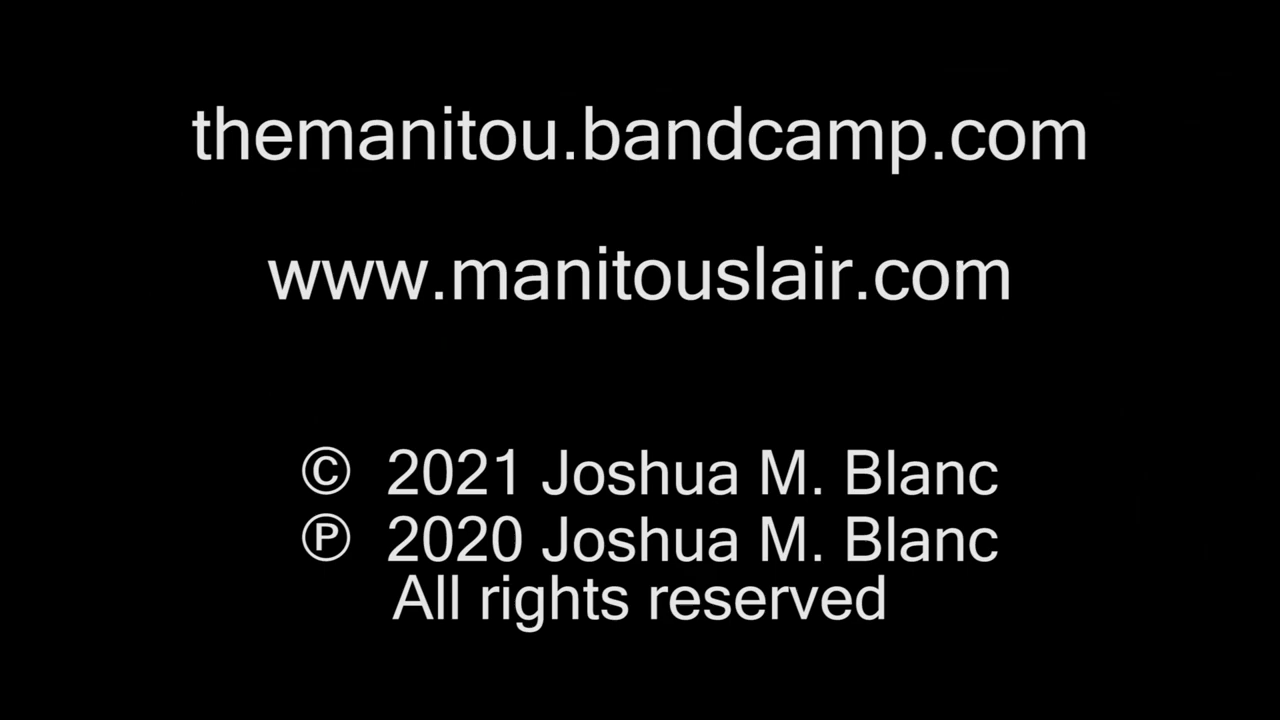 themanitou.bandcamp.com
www.manitouslair.com
© 2021 Joshua M. Blanc
℗ 2020 Joshua M. Blanc
All rights reserved